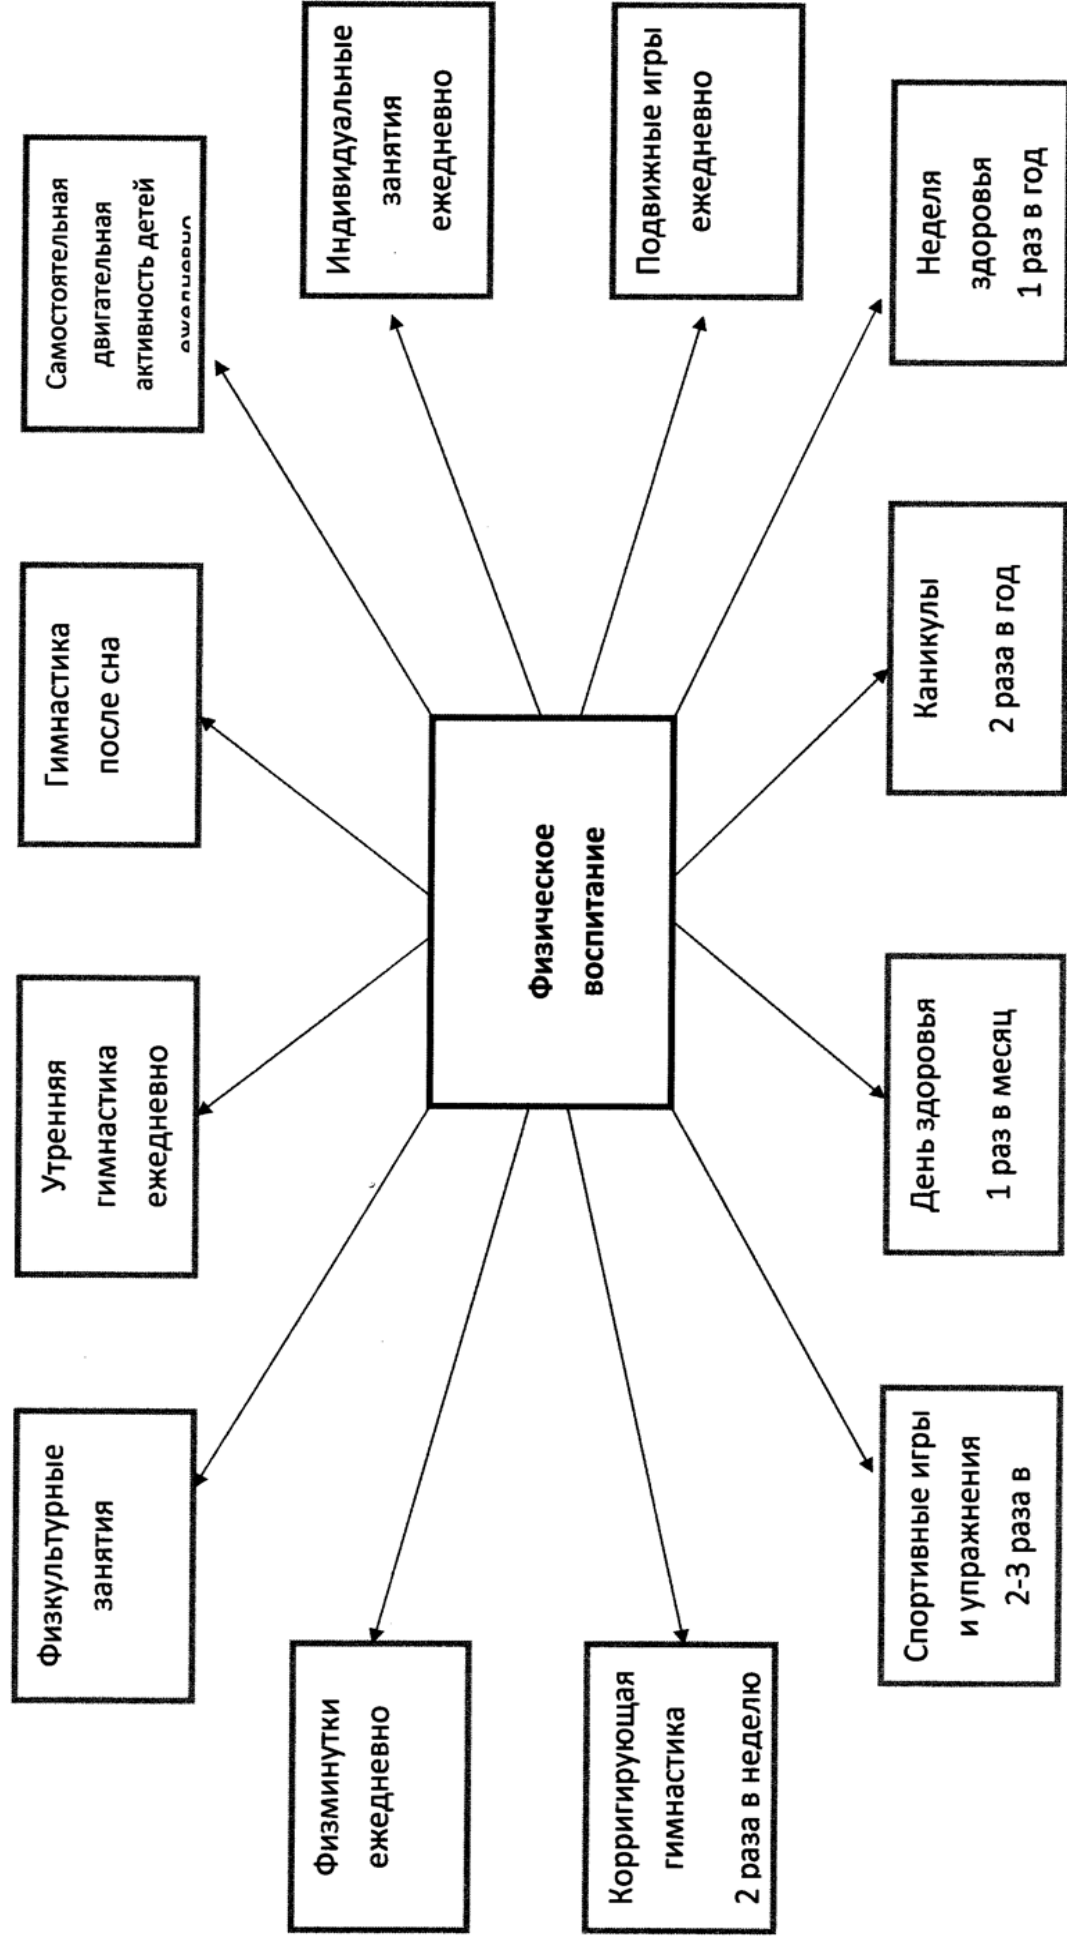 Физкультурные
занятия
Утренняя
гимнастика
ежедневно
Гимнастика
после сна
Самостоятельная
двигательная
активность детей
ежедневно
Физминутки
ежедневно
Индивидуальные
занятия
ежедневно
Физическое
воспитание
Корригирующая
гимнастика
2 раза в неделю
Подвижные игры
ежедневно
Спортивные игры
и упражнения
2-3 раза в
День здоровья
1 раз в месяц
Каникулы
2 раза в год
Неделя
здоровья
1 раз в год